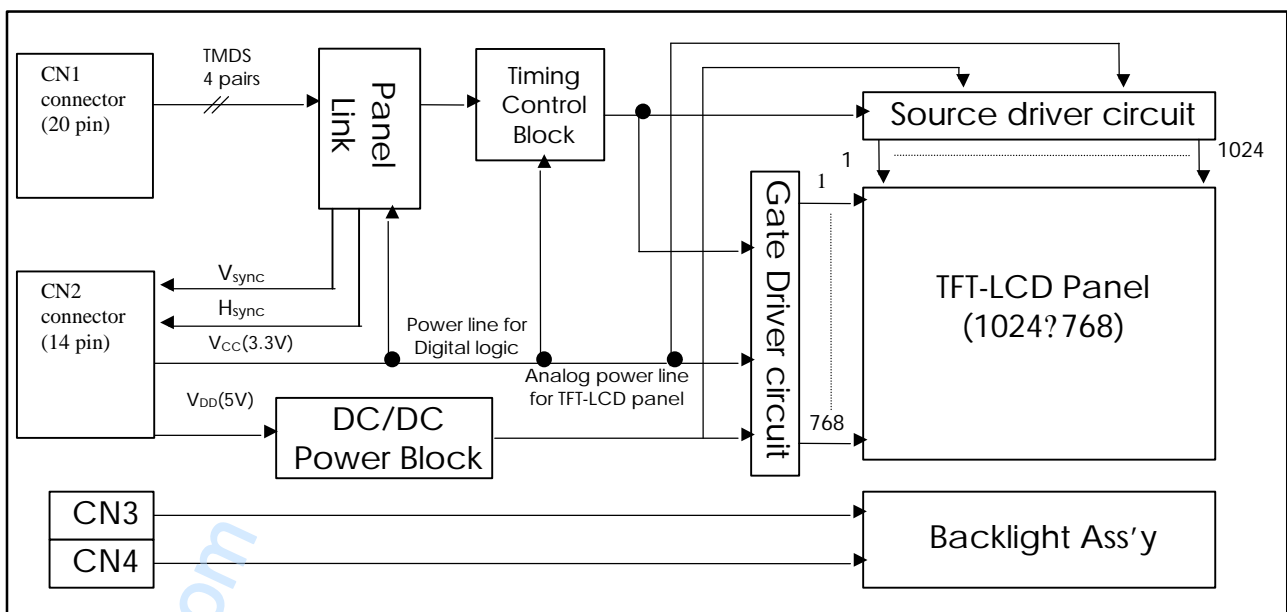 CN1
connector
(20 pin)
TMDS
4 pairs
Panel
Link
Timing
Control
Block
Source driver circuit
1
1024
CN2
connector
(14 pin)
Vsync
Hsync
VCC(3.3V)
Power line for
Digital logic
Analog power line
for TFT-LCD panel
VDD(5V)
DC/DC
Power Block
Gate Driver circuit
1
768
TFT-LCD Panel
(1024?768)
CN3
CN4
Backlight Ass'y
com